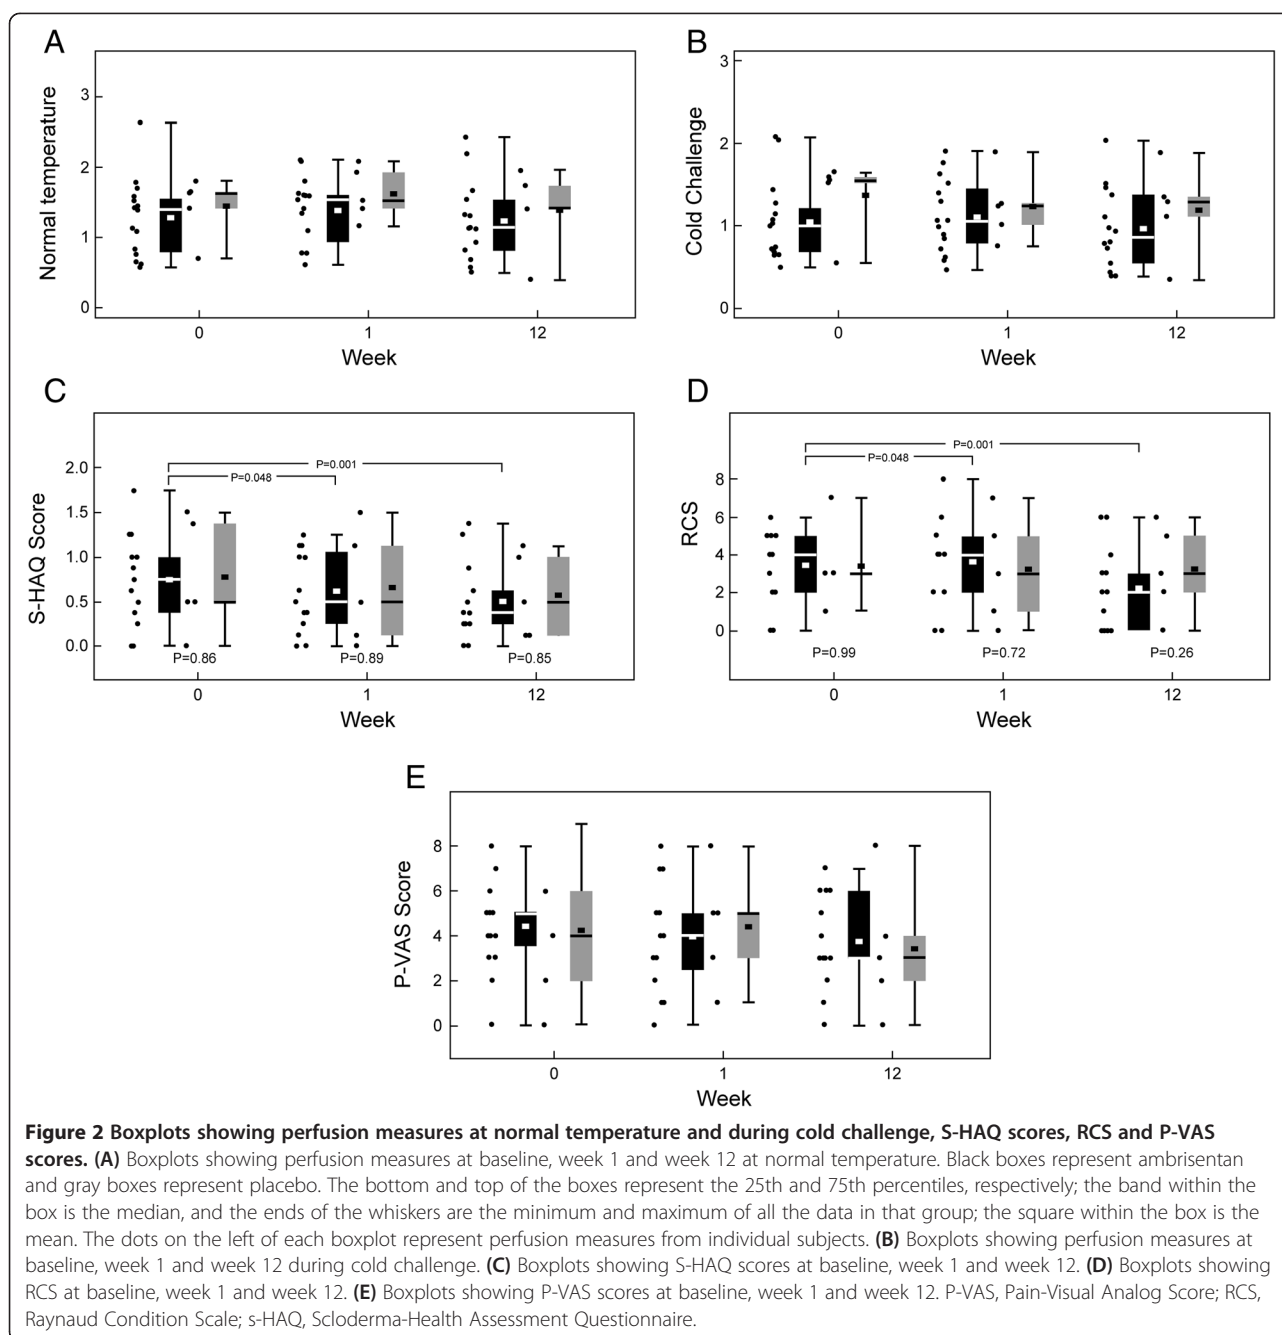 A
B
Normal temperature
3
2
1
0
0
1
12
Week
Cold Challenge
3
2
1
0
0
1
12
Week
C
D
S-HAQ Score
2.0
1.5
1.0
0.5
0.0
P=0.001
P=0.048
P=0.86
P=0.89
P=0.85
0
1
12
Week
RCS
8
6
4
2
0
P=0.001
P=0.048
P=0.99
P=0.72
P=0.26
0
1
12
Week
E
P-VAS Score
8
6
4
2
0
0
1
12
Week
Figure 2 Boxplots showing perfusion measures at normal temperature and during cold challenge, S-HAQ scores, RCS and P-VAS
scores. (A) Boxplots showing perfusion measures at baseline, week 1 and week 12 at normal temperature. Black boxes represent ambrisentan
and gray boxes represent placebo. The bottom and top of the boxes represent the 25th and 75th percentiles, respectively; the band within the
box is the median, and the ends of the whiskers are the minimum and maximum of all the data in that group; the square within the box is the
mean. The dots on the left of each boxplot represent perfusion measures from individual subjects. (B) Boxplots showing perfusion measures at
baseline, week 1 and week 12 during cold challenge. (C) Boxplots showing S-HAQ scores at baseline, week 1 and week 12. (D) Boxplots showing
RCS at baseline, week 1 and week 12. (E) Boxplots showing P-VAS scores at baseline, week 1 and week 12. P-VAS, Pain-Visual Analog Score; RCS,
Raynaud Condition Scale; s-HAQ, Scloderma-Health Assessment Questionnaire.